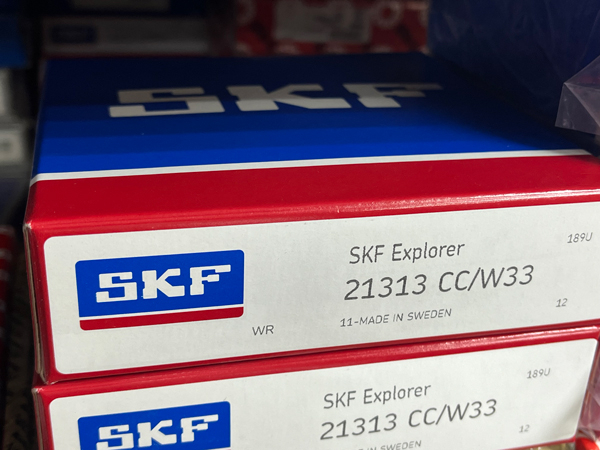 SKF
SKF
SKF Explorer
189U
21313 CC/W33
WR
11-MADE IN SWEDEN
12
SKF
SKF Explorer
189U
21313 CC/W33
IN SWEDEN
12